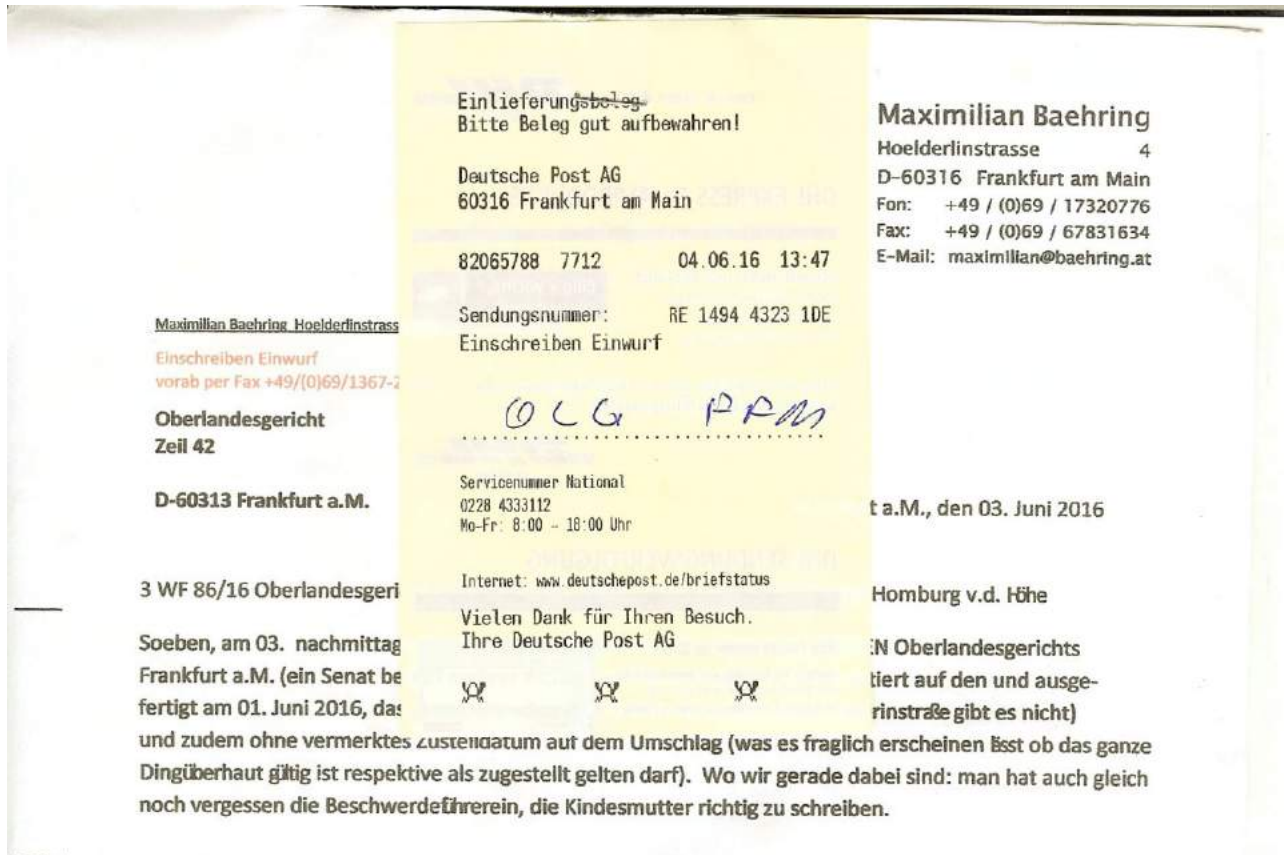 Einlieferungsbeleg
Bitte Beleg gut aufbewahren!
Deutsche Post AG
60316 Frankfurt am Main
82065788 7712 04.06.16 13:47
Sendungsnummer: RE 1494 4323 1DE
Einschreiben Einwurf
OLG FFM
Servicenummer National
0228 4333112
Mo-Fr: 8:00 - 18:00 Uhr
Internet: www.deutschepost.de/briefstatus
Vielen Dank für Ihren Besuch.
Ihre Deutsche Post AG
Maximilian Baehring
Hoelderlinstrasse 4
D-60316 Frankfurt am Main
Fon: +49 / (0)69 / 17320776
Fax: +49 / (0)69 / 67831634
E-Mail: maximilian@baehring.at
Maximilian Baehring Hoelderlinstrass
Einschreiben Einwurf
vorab per Fax +49/(0)69/1367-2
Oberlandesgericht
Zeil 42
D-60313 Frankfurt a.M.
t a.M., den 03. Juni 2016
3 WF 86/16 Oberlandesgeri Homburg v.d. Höhe
Soeben, am 03. nachmittag EN Oberlandesgerichts
Frankfurt a.M. (ein Senat be tiert auf den und ausge-
fertigt am 01. Juni 2016, das rinstraße gibt es nicht)
und zudem ohne vermerktes Zustelldatum auf dem Umschlag (was es fraglich erscheinen lässt ob das ganze
Dingüberhaut gültig ist respektive als zugestellt gelten darf). Wo wir gerade dabei sind: man hat auch gleich
noch vergessen die Beschwerdeführerein, die Kindesmutter richtig zu schreiben.